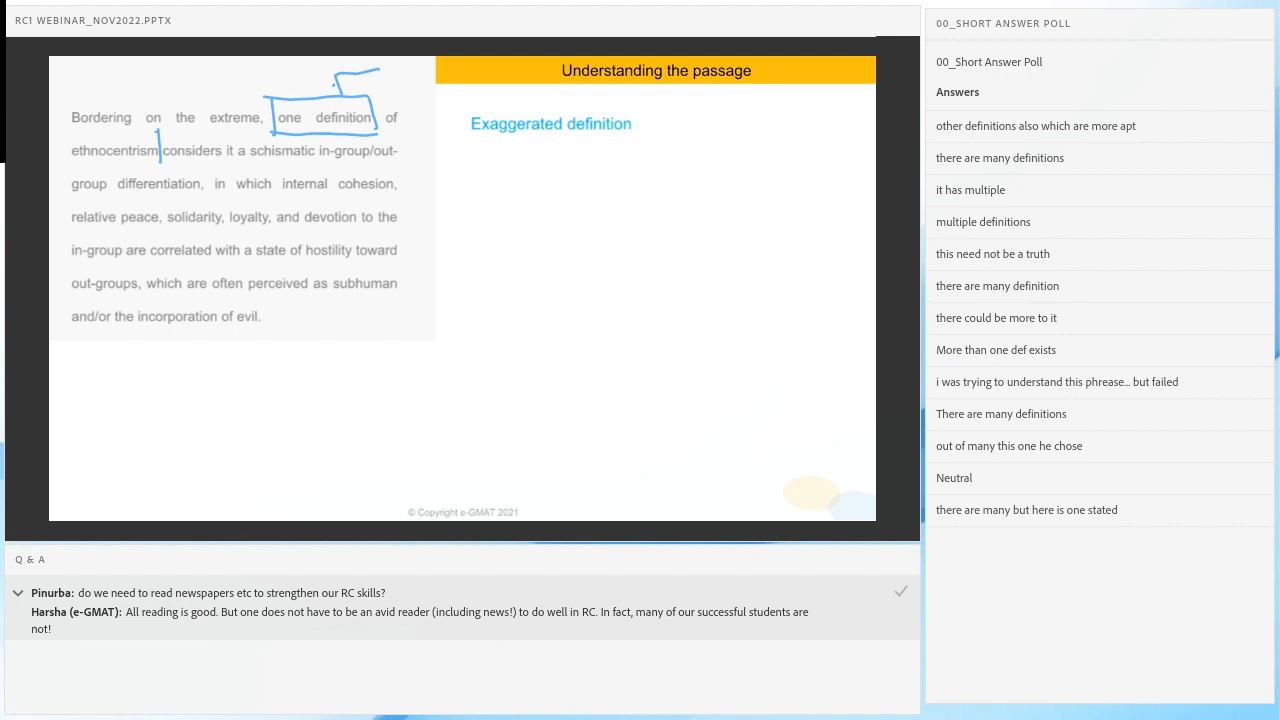 RC1 WEBINAR_NOV2022.PPTX
Bordering on the extreme, one definition of
ethnocentrism considers it a schismatic in-group/out-
group differentiation, in which internal cohesion,
relative peace, solidarity, loyalty, and devotion to the
in-group are correlated with a state of hostility toward
out-groups, which are often perceived as subhuman
and/or the incorporation of evil.
Understanding the passage
Exaggerated definition
© Copyright e-GMAT 2021
Q & A
Pinurba: do we need to read newspapers etc to strengthen our RC skills?
Harsha (e-GMAT): All reading is good. But one does not have to be an avid reader (including news!) to do well in RC. In fact, many of our successful students are
not!
00_SHORT ANSWER POLL
00_Short Answer Poll
Answers
other definitions also which are more apt
there are many definitions
it has multiple
multiple definitions
this need not be a truth
there are many definition
there could be more to it
More than one def exists
i was trying to understand this phrease... but failed
There are many definitions
out of many this one he chose
Neutral
there are many but here is one stated